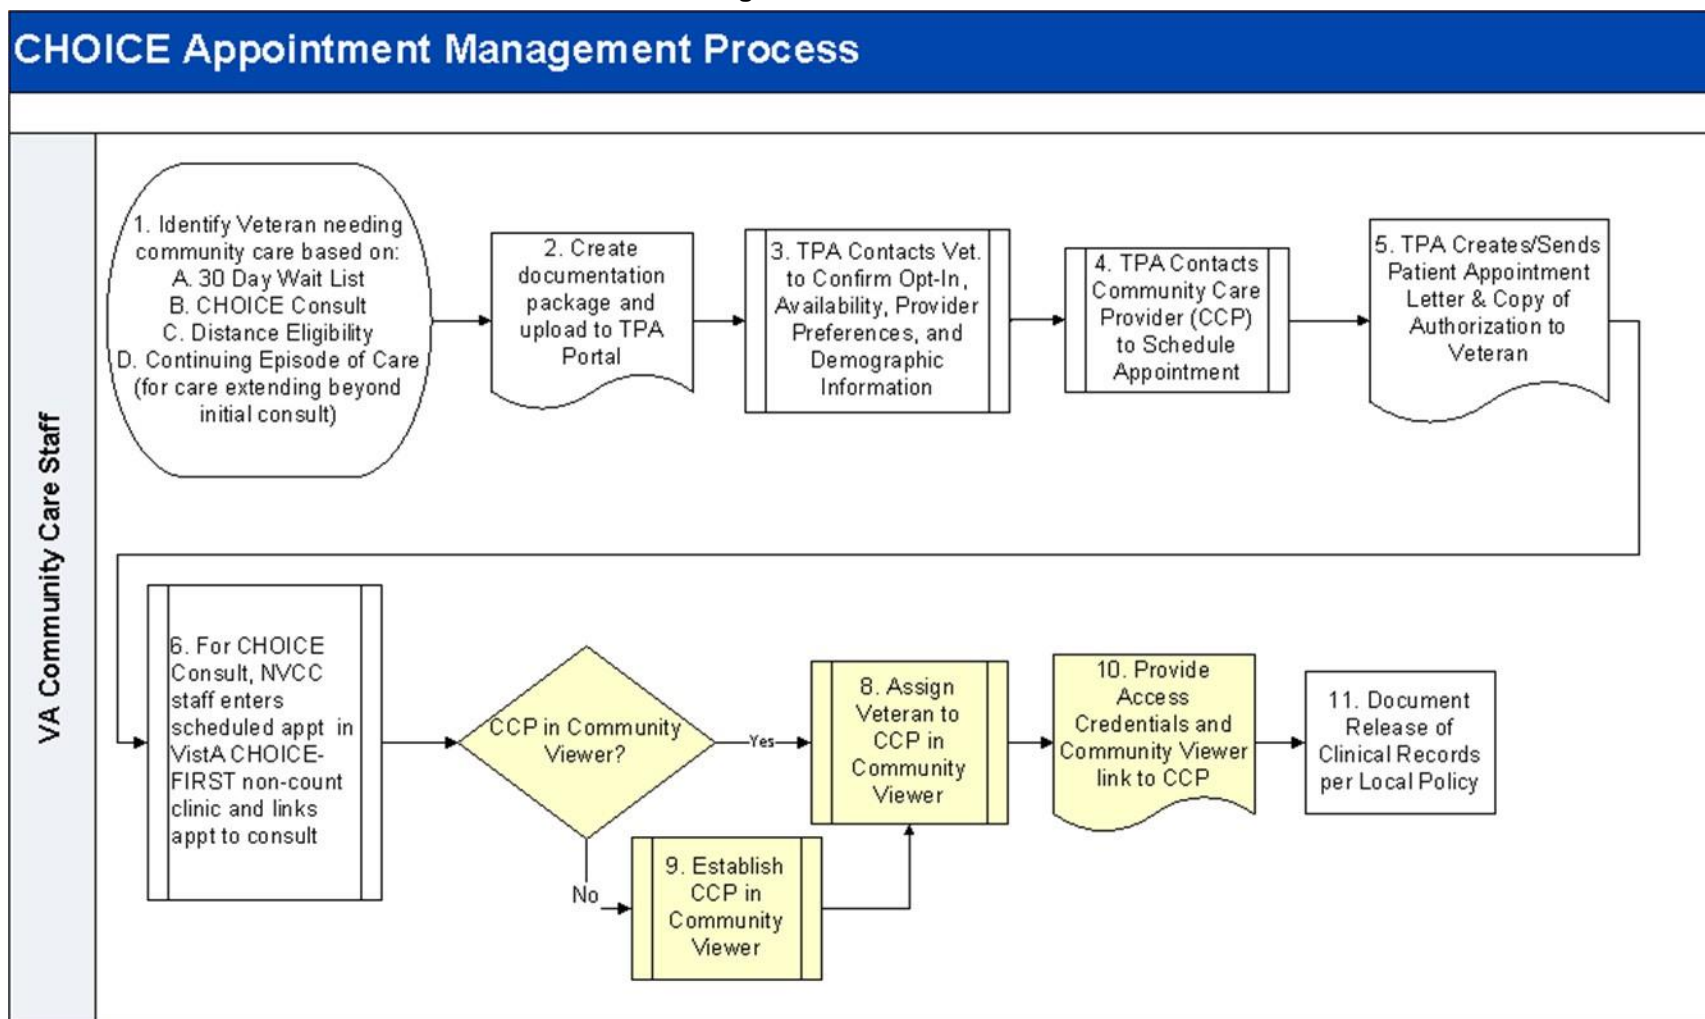 CHOICE Appointment Management Process
VA Community Care Staff
1. Identify Veteran needing
community care based on:
A. 30 Day Wait List
B. CHOICE Consult
C. Distance Eligibility
D. Continuing Episode of Care
(for care extending beyond
initial consult)
2. Create
documentation
package and
upload to TPA
Portal
3. TPA Contacts Vet.
to Confirm Opt-In,
Availability, Provider
Preferences, and
Demographic
Information
4. TPA Contacts
Community Care
Provider (CCP)
to Schedule
Appointment
5. TPA Creates/Sends
Patient Appointment
Letter & Copy of
Authorization to
Veteran
6. For CHOICE
Consult, NVCC
staff enters
scheduled appt in
VistA CHOICE-
FIRST non-count
clinic and links
appt to consult
CCP in Community
Viewer?
Yes
No
8. Assign
Veteran to
CCP in
Community
Viewer
9. Establish
CCP in
Community
Viewer
10. Provide
Access
Credentials and
Community Viewer
link to CCP
11. Document
Release of
Clinical Records
per Local Policy